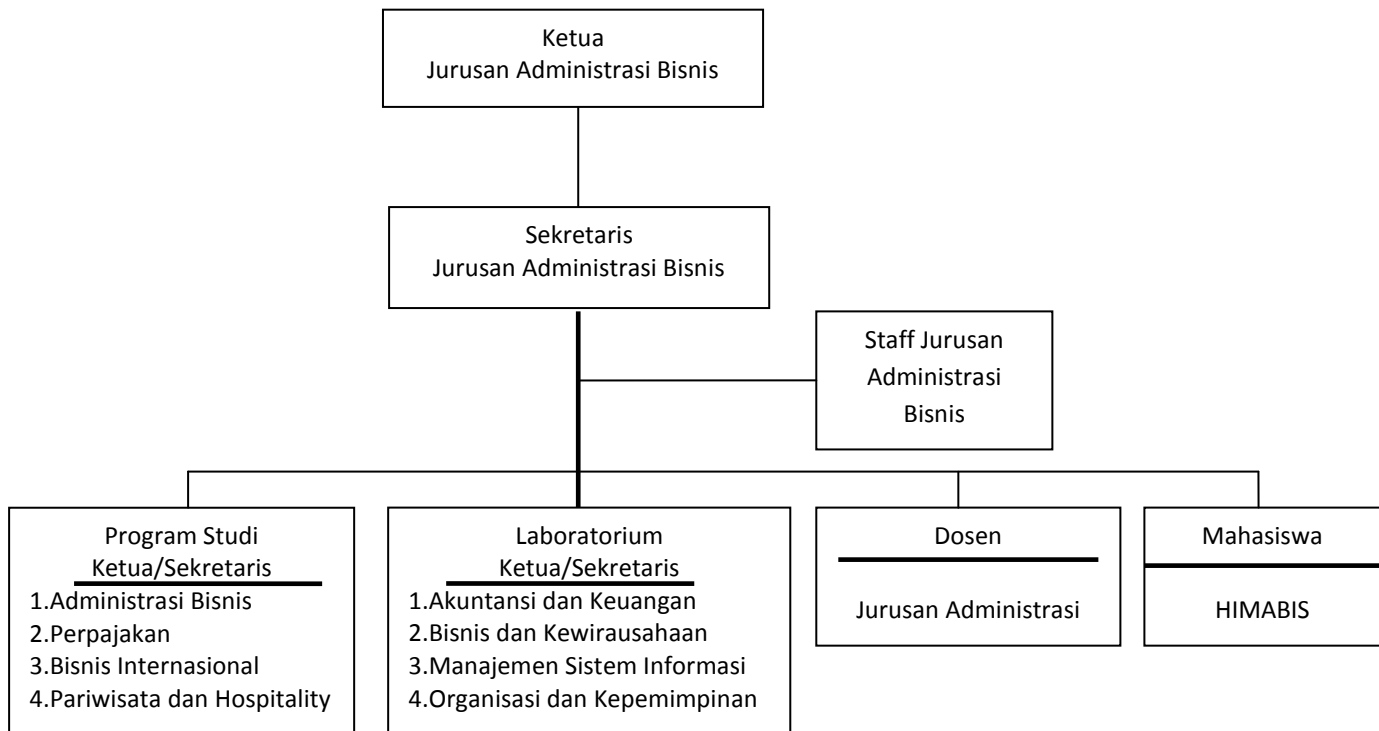 Ketua
Jurusan Administrasi Bisnis
Sekretaris
Jurusan Administrasi Bisnis
Staff Jurusan
Administrasi
Bisnis
Program Studi
Ketua/Sekretaris
1.Administrasi Bisnis
2.Perpajakan
3.Bisnis Internasional
4.Pariwisata dan Hospitality
Laboratorium
Ketua/Sekretaris
1.Akuntansi dan Keuangan
2.Bisnis dan Kewirausahaan
3.Manajemen Sistem Informasi
4.Organisasi dan Kepemimpinan
Dosen
Jurusan Administrasi
Mahasiswa
HIMABIS